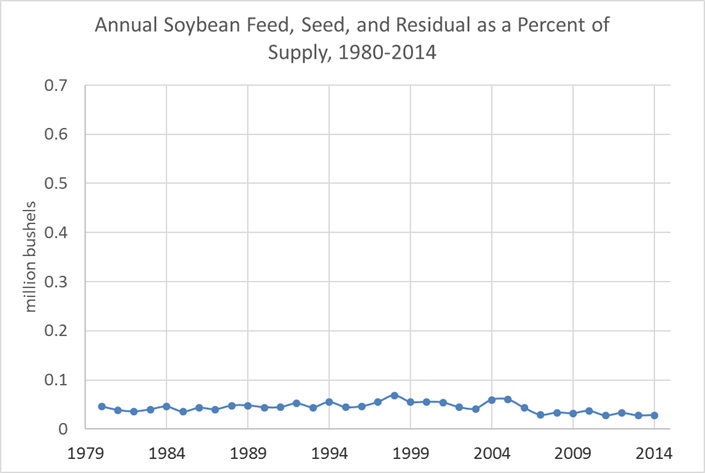 Annual Soybean Feed, Seed, and Residual as a Percent of
Supply, 1980-2014
0.7
0.6
0.5
0.4
0.3
0.2
0.1
0
million bushels
1979 1984 1989 1994 1999 2004 2009 2014